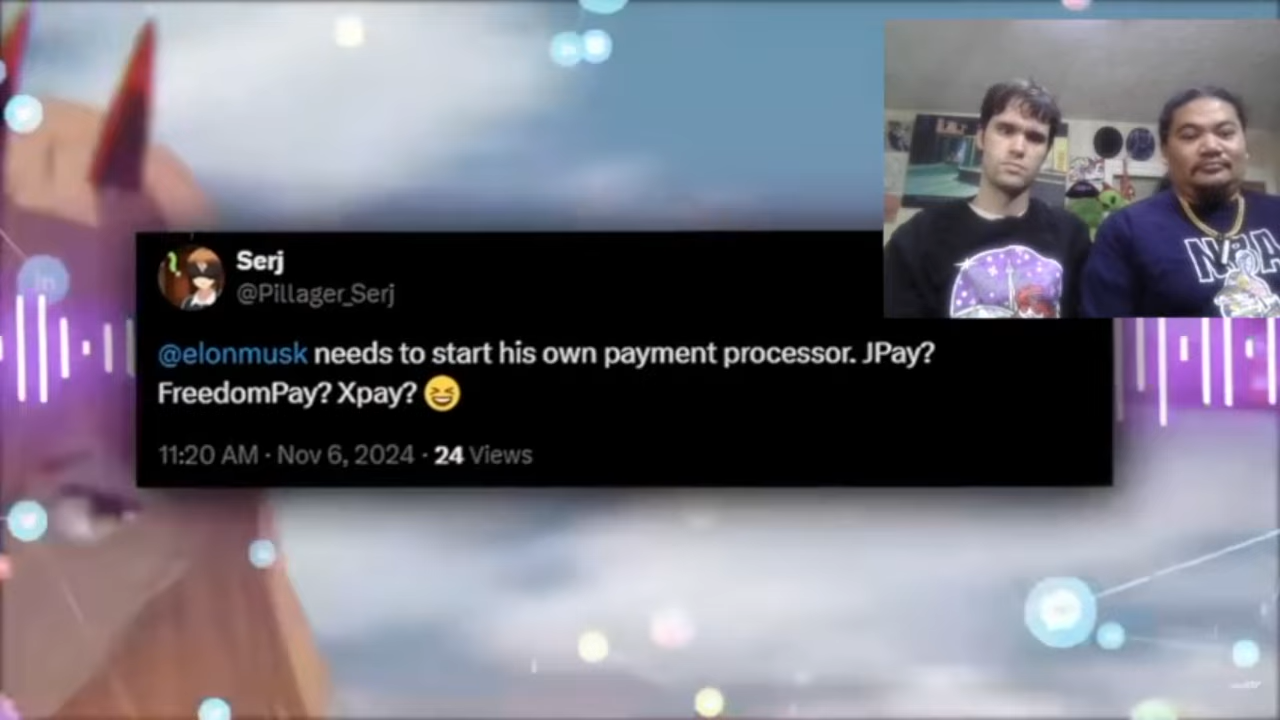 Serj
@Pillager_Serj
@elonmusk needs to start his own payment processor. JPay?
FreedomPay? Xpay? 😆
11:20 AM · Nov 6, 2024 · 24 Views
in